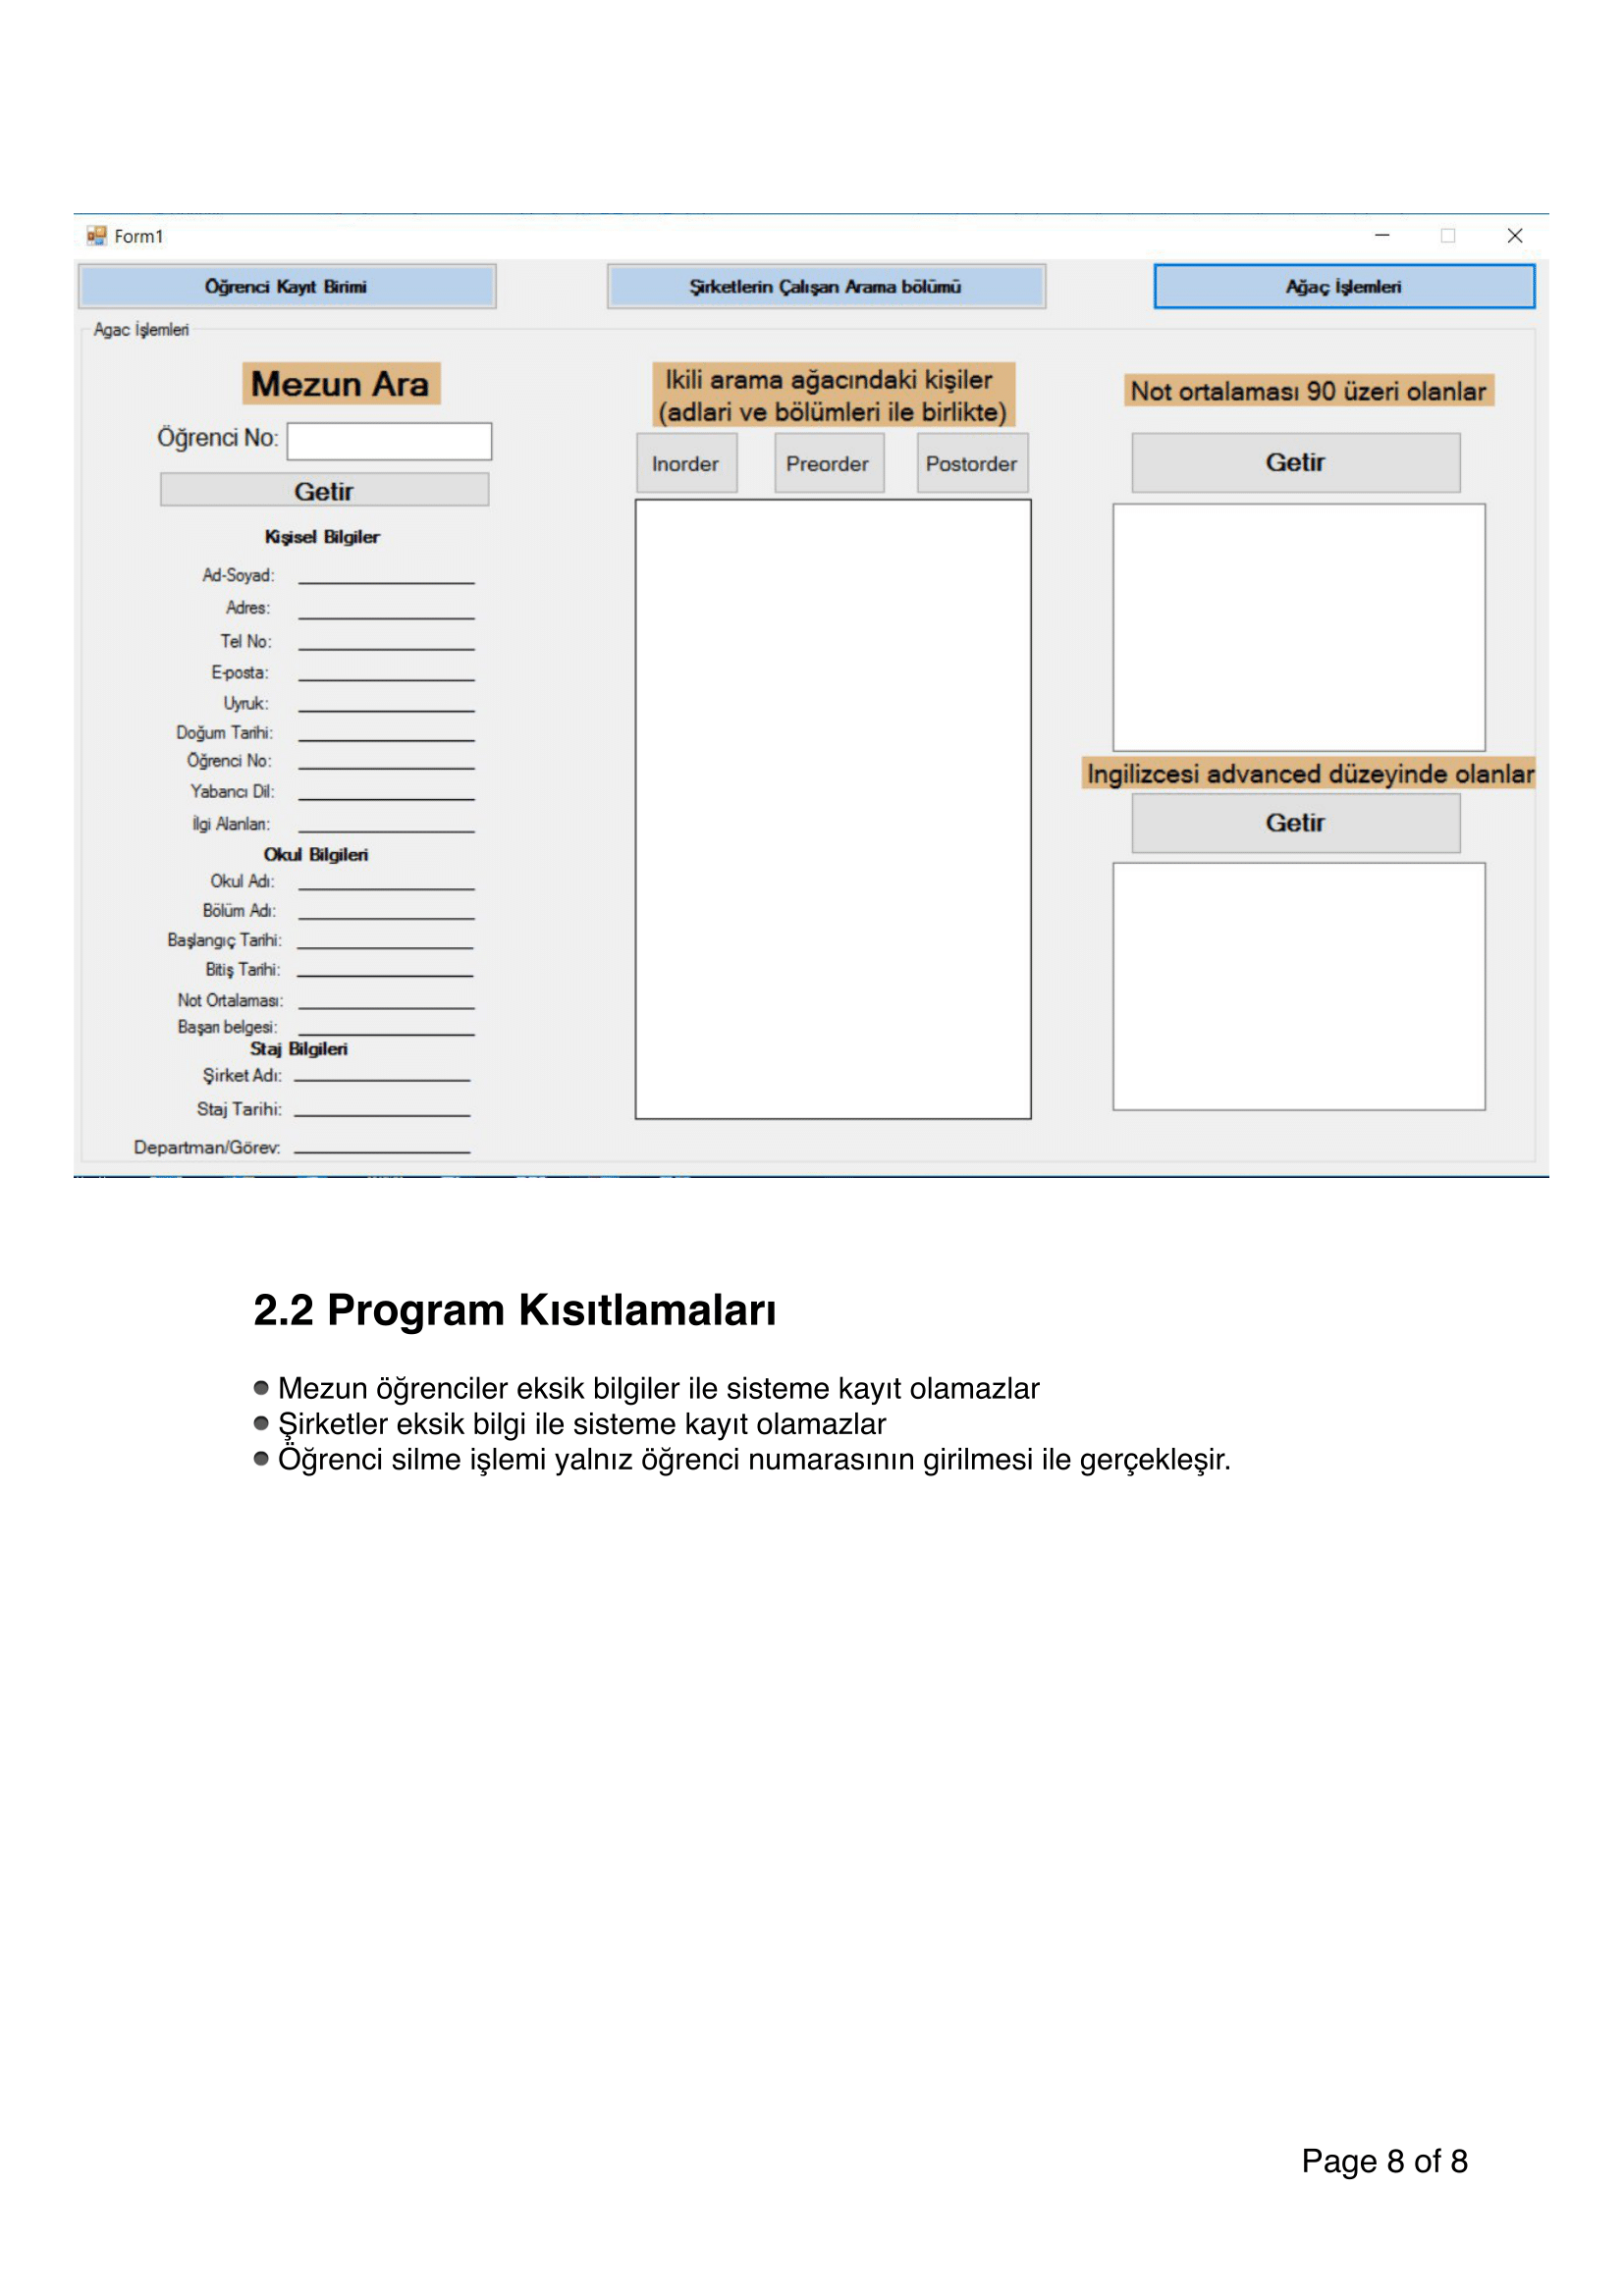 Form1
Öğrenci Kayıt Birimi
Şirketlerin Çalışan Arama bölümü
Ağaç İşlemleri
Agac İşlemleri
Mezun Ara
Öğrenci No:
Getir
Kişisel Bilgiler
Ad-Soyad:
Adres:
Tel No:
E-posta:
Uyruk:
Doğum Tarihi:
Öğrenci No:
Yabancı Dil:
İlgi Alanları:
Okul Bilgileri
Okul Adı:
Bölüm Adı:
Başlangıç Tarihi:
Bitiş Tarihi:
Not Ortalaması:
Başarı belgesi:
Staj Bilgileri
Şirket Adı:
Staj Tarihi:
Departman/Görev:
Ikili arama ağacındaki kişiler
(adlari ve bölümleri ile birlikte)
Inorder
Preorder
Postorder
Not ortalaması 90 üzeri olanlar
Getir
Ingilizcesi advanced düzeyinde olanlar
Getir
2.2 Program Kısıtlamaları
● Mezun öğrenciler eksik bilgiler ile sisteme kayıt olamazlar
● Şirketler eksik bilgi ile sisteme kayıt olamazlar
● Öğrenci silme işlemi yalnız öğrenci numarasının girilmesi ile gerçekleşir.
Page 8 of 8